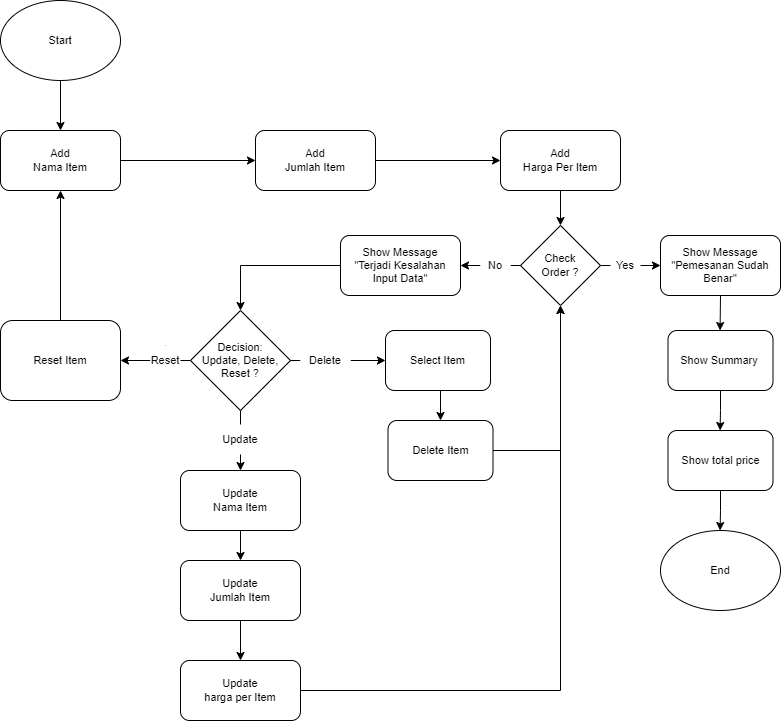 Start
Add
Nama Item
Add
Jumlah Item
Add
Harga Per Item
Check
Order ?
No
Yes
Show Message
"Terjadi Kesalahan
Input Data"
Show Message
"Pemesanan Sudah
Benar"
Decision:
Update, Delete,
Reset ?
Reset
Reset Item
Delete
Select Item
Delete Item
Show Summary
Show total price
End
Update
Update
Nama Item
Update
Jumlah Item
Update
harga per Item